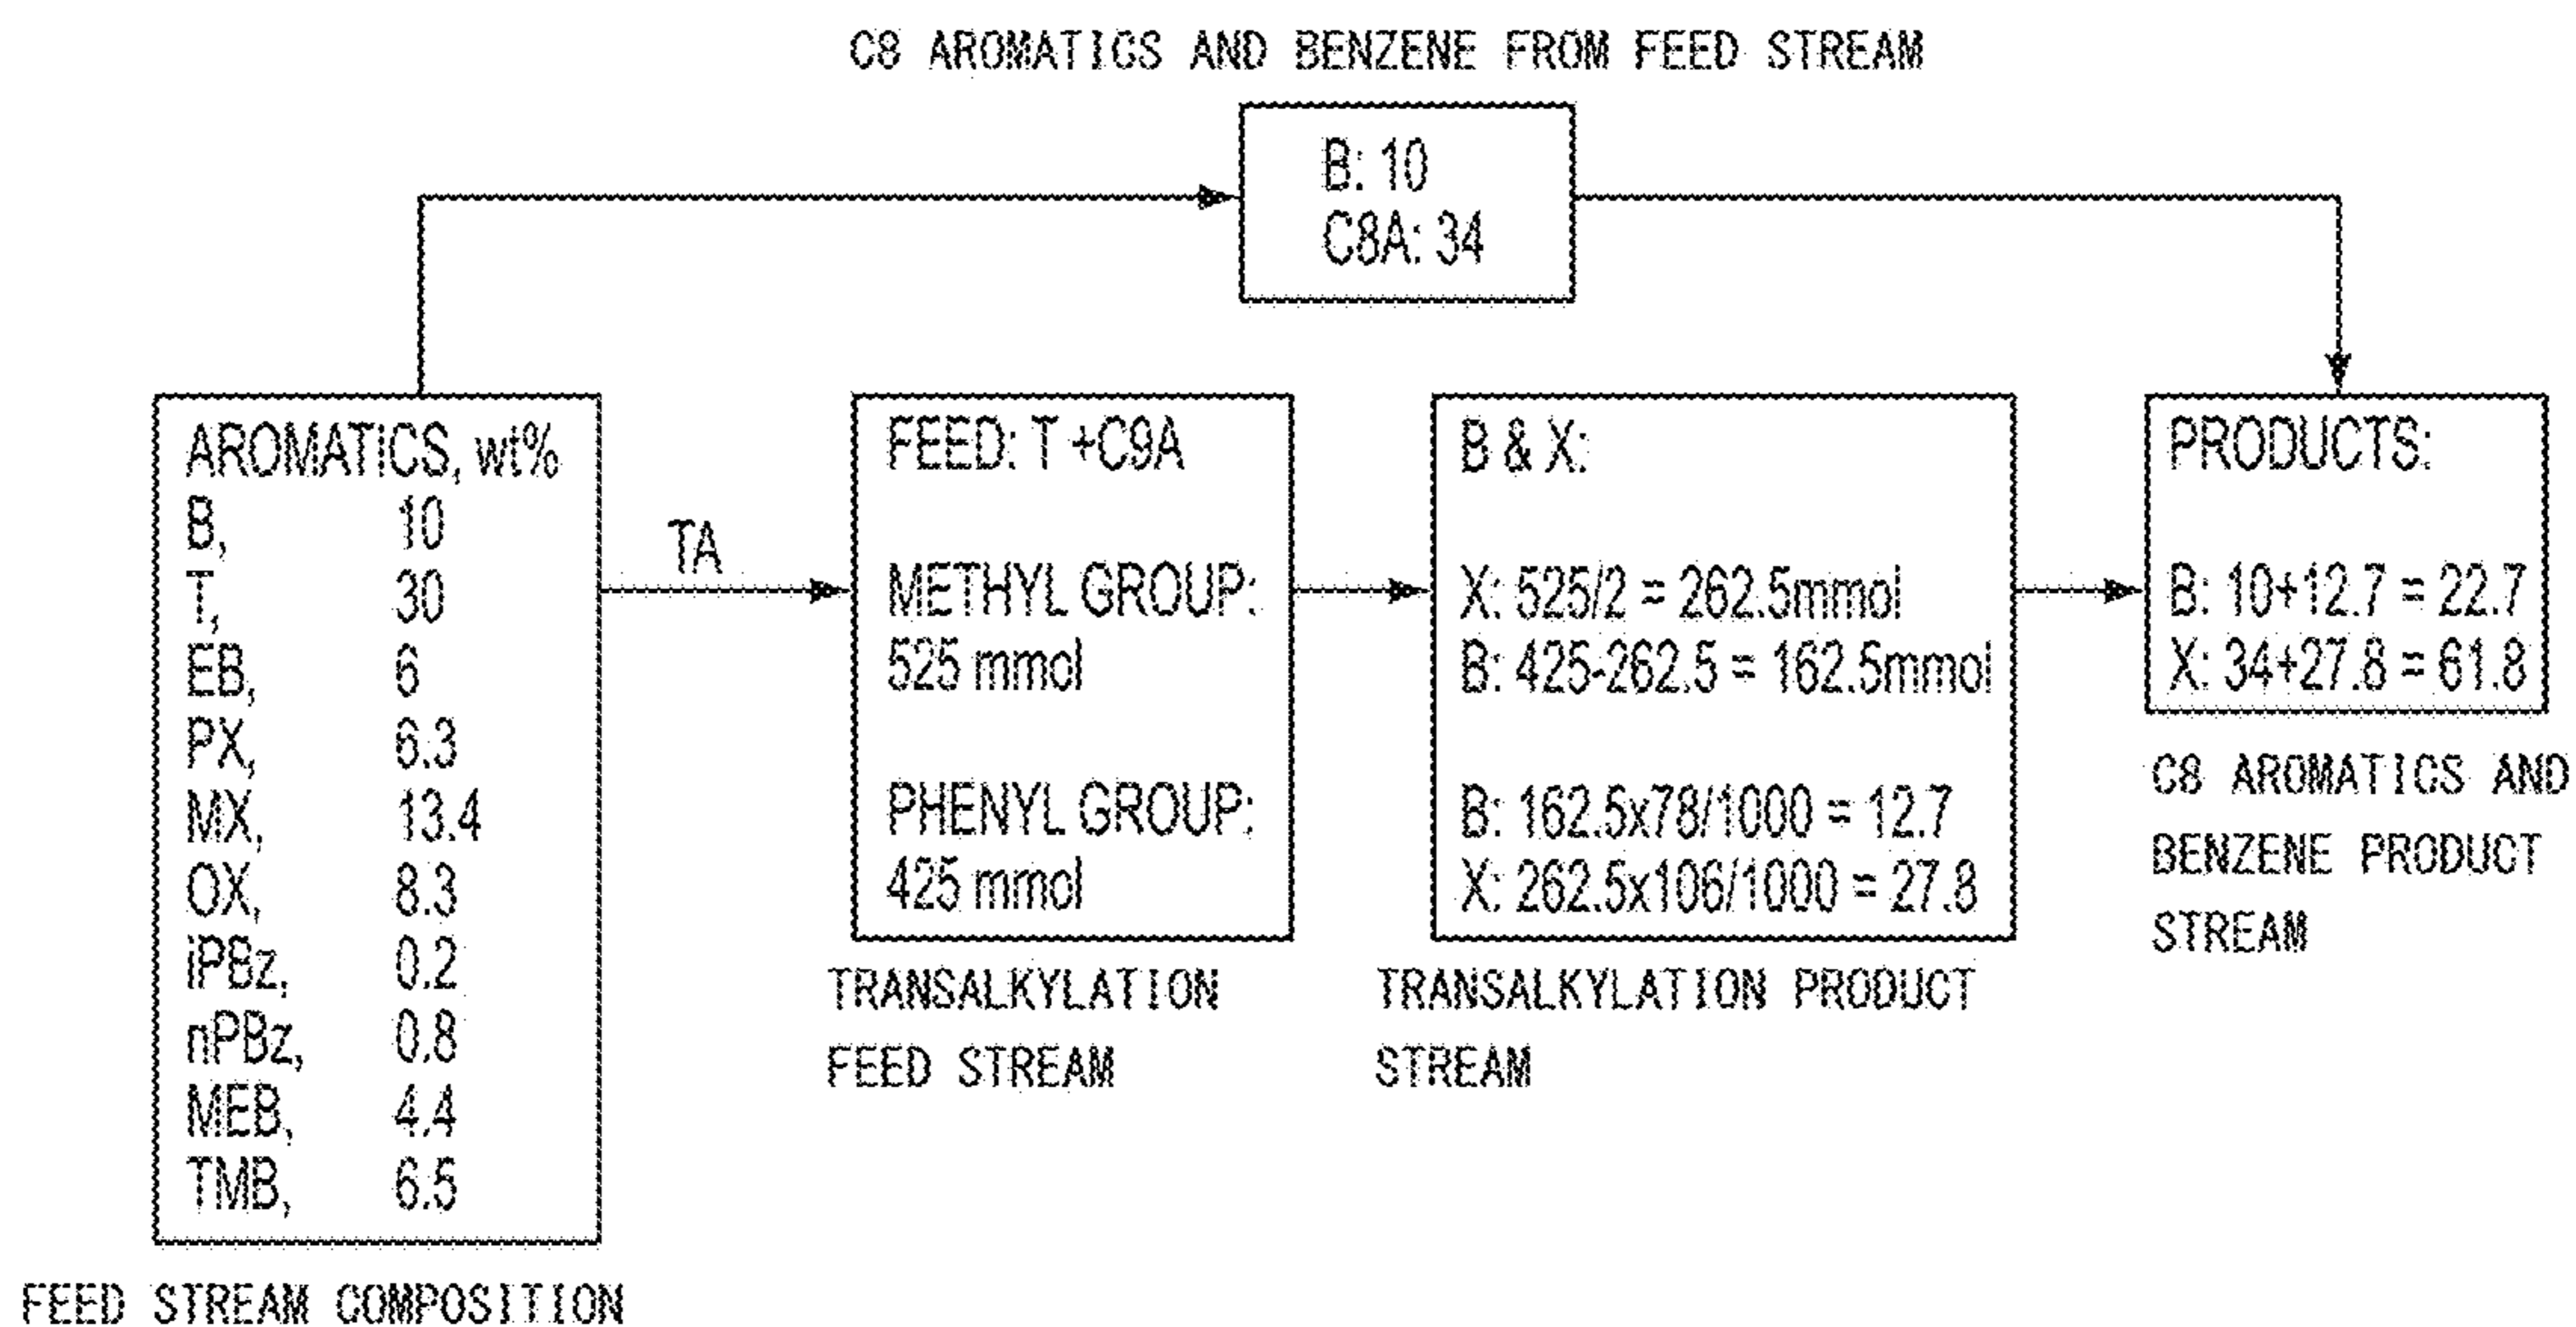 C8 AROMATICS AND BENZENE FROM FEED STREAM
B: 10
C8A: 34
AROMATICS, wt%
B, 10
T, 30
EB, 6
PX, 6.3
MX, 13.4
OX, 8.3
iPBz, 0.2
nPBz, 0.8
MEB, 4.4
TMB, 6.5
FEED STREAM COMPOSITION
TA
FEED: T +C9A
METHYL GROUP:
525 mmol
PHENYL GROUP:
425 mmol
TRANSALKYLATION
FEED STREAM
B & X:
X: 525/2 = 262.5mmol
B: 425-262.5 = 162.5mmol
B: 162.5x78/1000 = 12.7
X: 262.5x106/1000 = 27.8
TRANSALKYLATION PRODUCT
STREAM
PRODUCTS:
B: 10+12.7 = 22.7
X: 34+27.8 = 61.8
C8 AROMATICS AND
BENZENE PRODUCT
STREAM